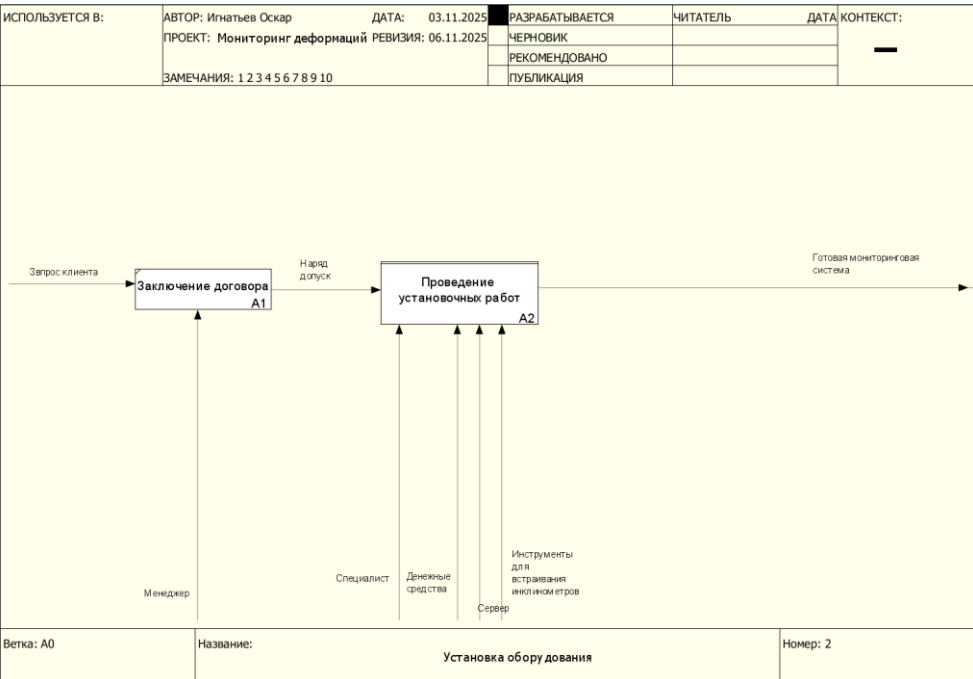 ИСПОЛЬЗУЕТСЯ В:
АВТОР: Игнатьев Оскар
ДАТА: 03.11.2025
РАЗРАБАТЫВАЕТСЯ
ЧИТАТЕЛЬ
ДАТА
КОНТЕКСТ:
ПРОЕКТ: Мониторинг деформаций
РЕВИЗИЯ: 06.11.2025
ЧЕРНОВИК
РЕКОМЕНДОВАНО
ЗАМЕЧАНИЯ: 1 2 3 4 5 6 7 8 9 10
ПУБЛИКАЦИЯ
Звпрос клиента
Заключение договора
A1
Наряд
допуск
Проведение
установочных работ
A2
Готовая мониторинговая
система
Менеджер
Специалист
Денежные
средства
Сервер
Инструменты
для
встраивания
инклинометров
Ветка: A0
Название:
Установка оборудования
Номер: 2